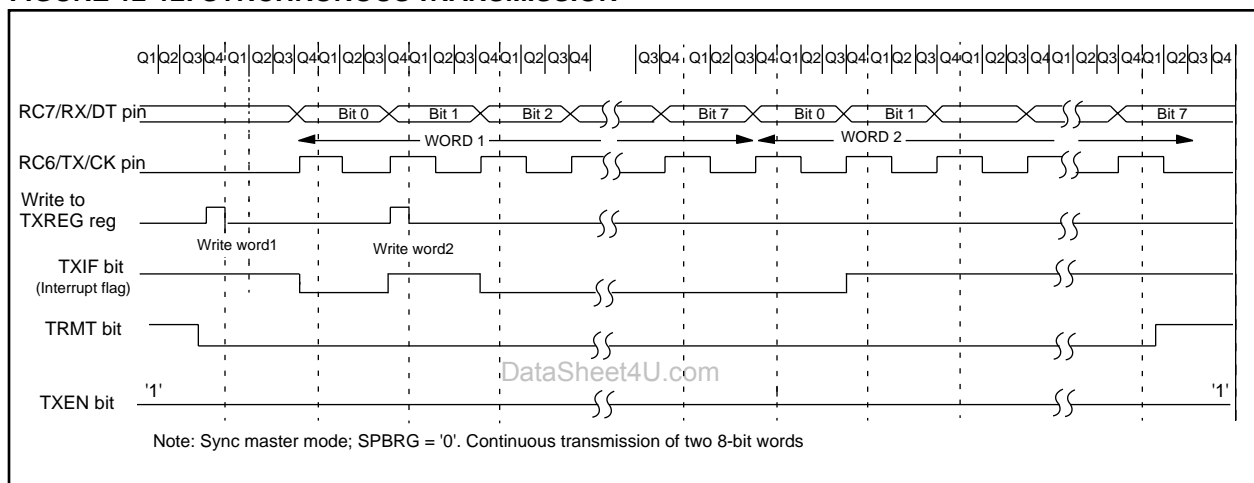 Q1 Q2 Q3 Q4 Q1 Q2 Q3 Q4 Q1 Q2 Q3 Q4 Q1 Q2 Q3 Q4 Q1 Q2 Q3 Q4 Q3 Q4 Q1 Q2 Q3 Q4 Q1 Q2 Q3 Q4 Q1 Q2 Q3 Q4 Q1 Q2 Q3 Q4 Q1 Q2 Q3 Q4 Q1 Q2 Q3 Q4
RC7/RX/DT pin Bit 0 Bit 1 Bit 2 Bit 7 Bit 0 Bit 1 Bit 7
WORD 1 WORD 2
RC6/TX/CK pin
Write to
TXREG reg
Write word1 Write word2
TXIF bit
(Interrupt flag)
TRMT bit
DataSheet4U.com
'1' '1'
TXEN bit
Note: Sync master mode; SPBRG = '0'. Continuous transmission of two 8-bit words